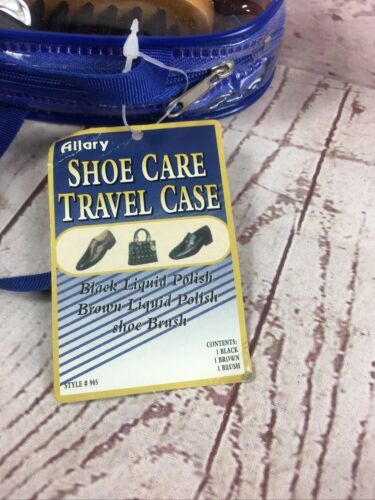 Allary
SHOE CARE
TRAVEL CASE
Black Liquid Polish
Brown Liquid Polish
shoe Brush
CONTENTS:
1 BLACK
1 BROWN
1 BRUSH
STYLE # 905